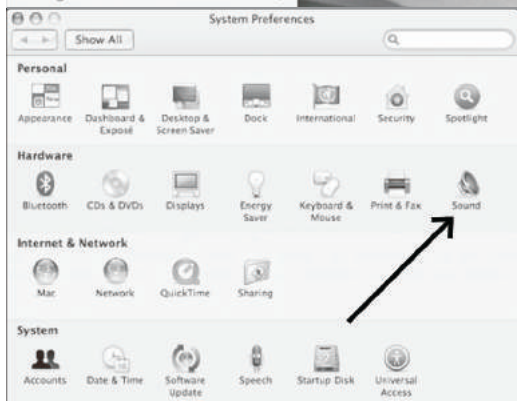 System Preferences
Show All
Personal
Appearance Dashboard & Exposé Desktop & Screen Saver Dock International Security Spotlight
Hardware
Bluetooth CDs & DVDs Displays Energy Saver Keyboard & Mouse Print & Fax Sound
Internet & Network
Mac Network QuickTime Sharing
System
Accounts Date & Time Software Update Speech Startup Disk Universal Access